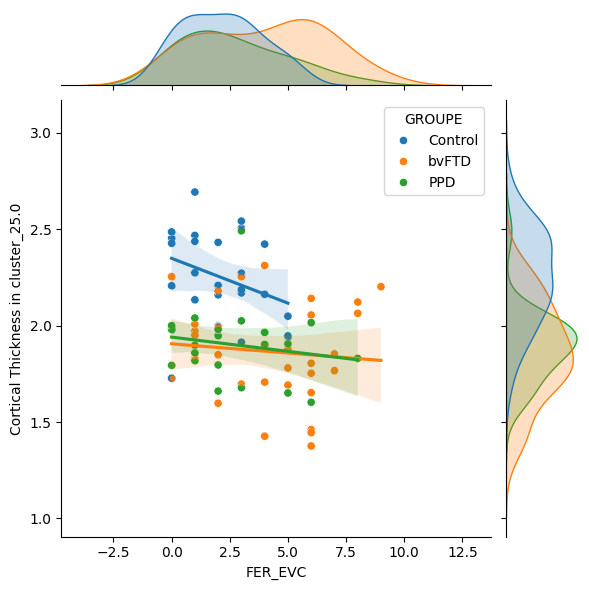 GROUPE
Control
bvFTD
PPD
3.0
2.5
2.0
1.5
1.0
Cortical Thickness in cluster_25.0
−2.5 0.0 2.5 5.0 7.5 10.0 12.5
FER_EVC